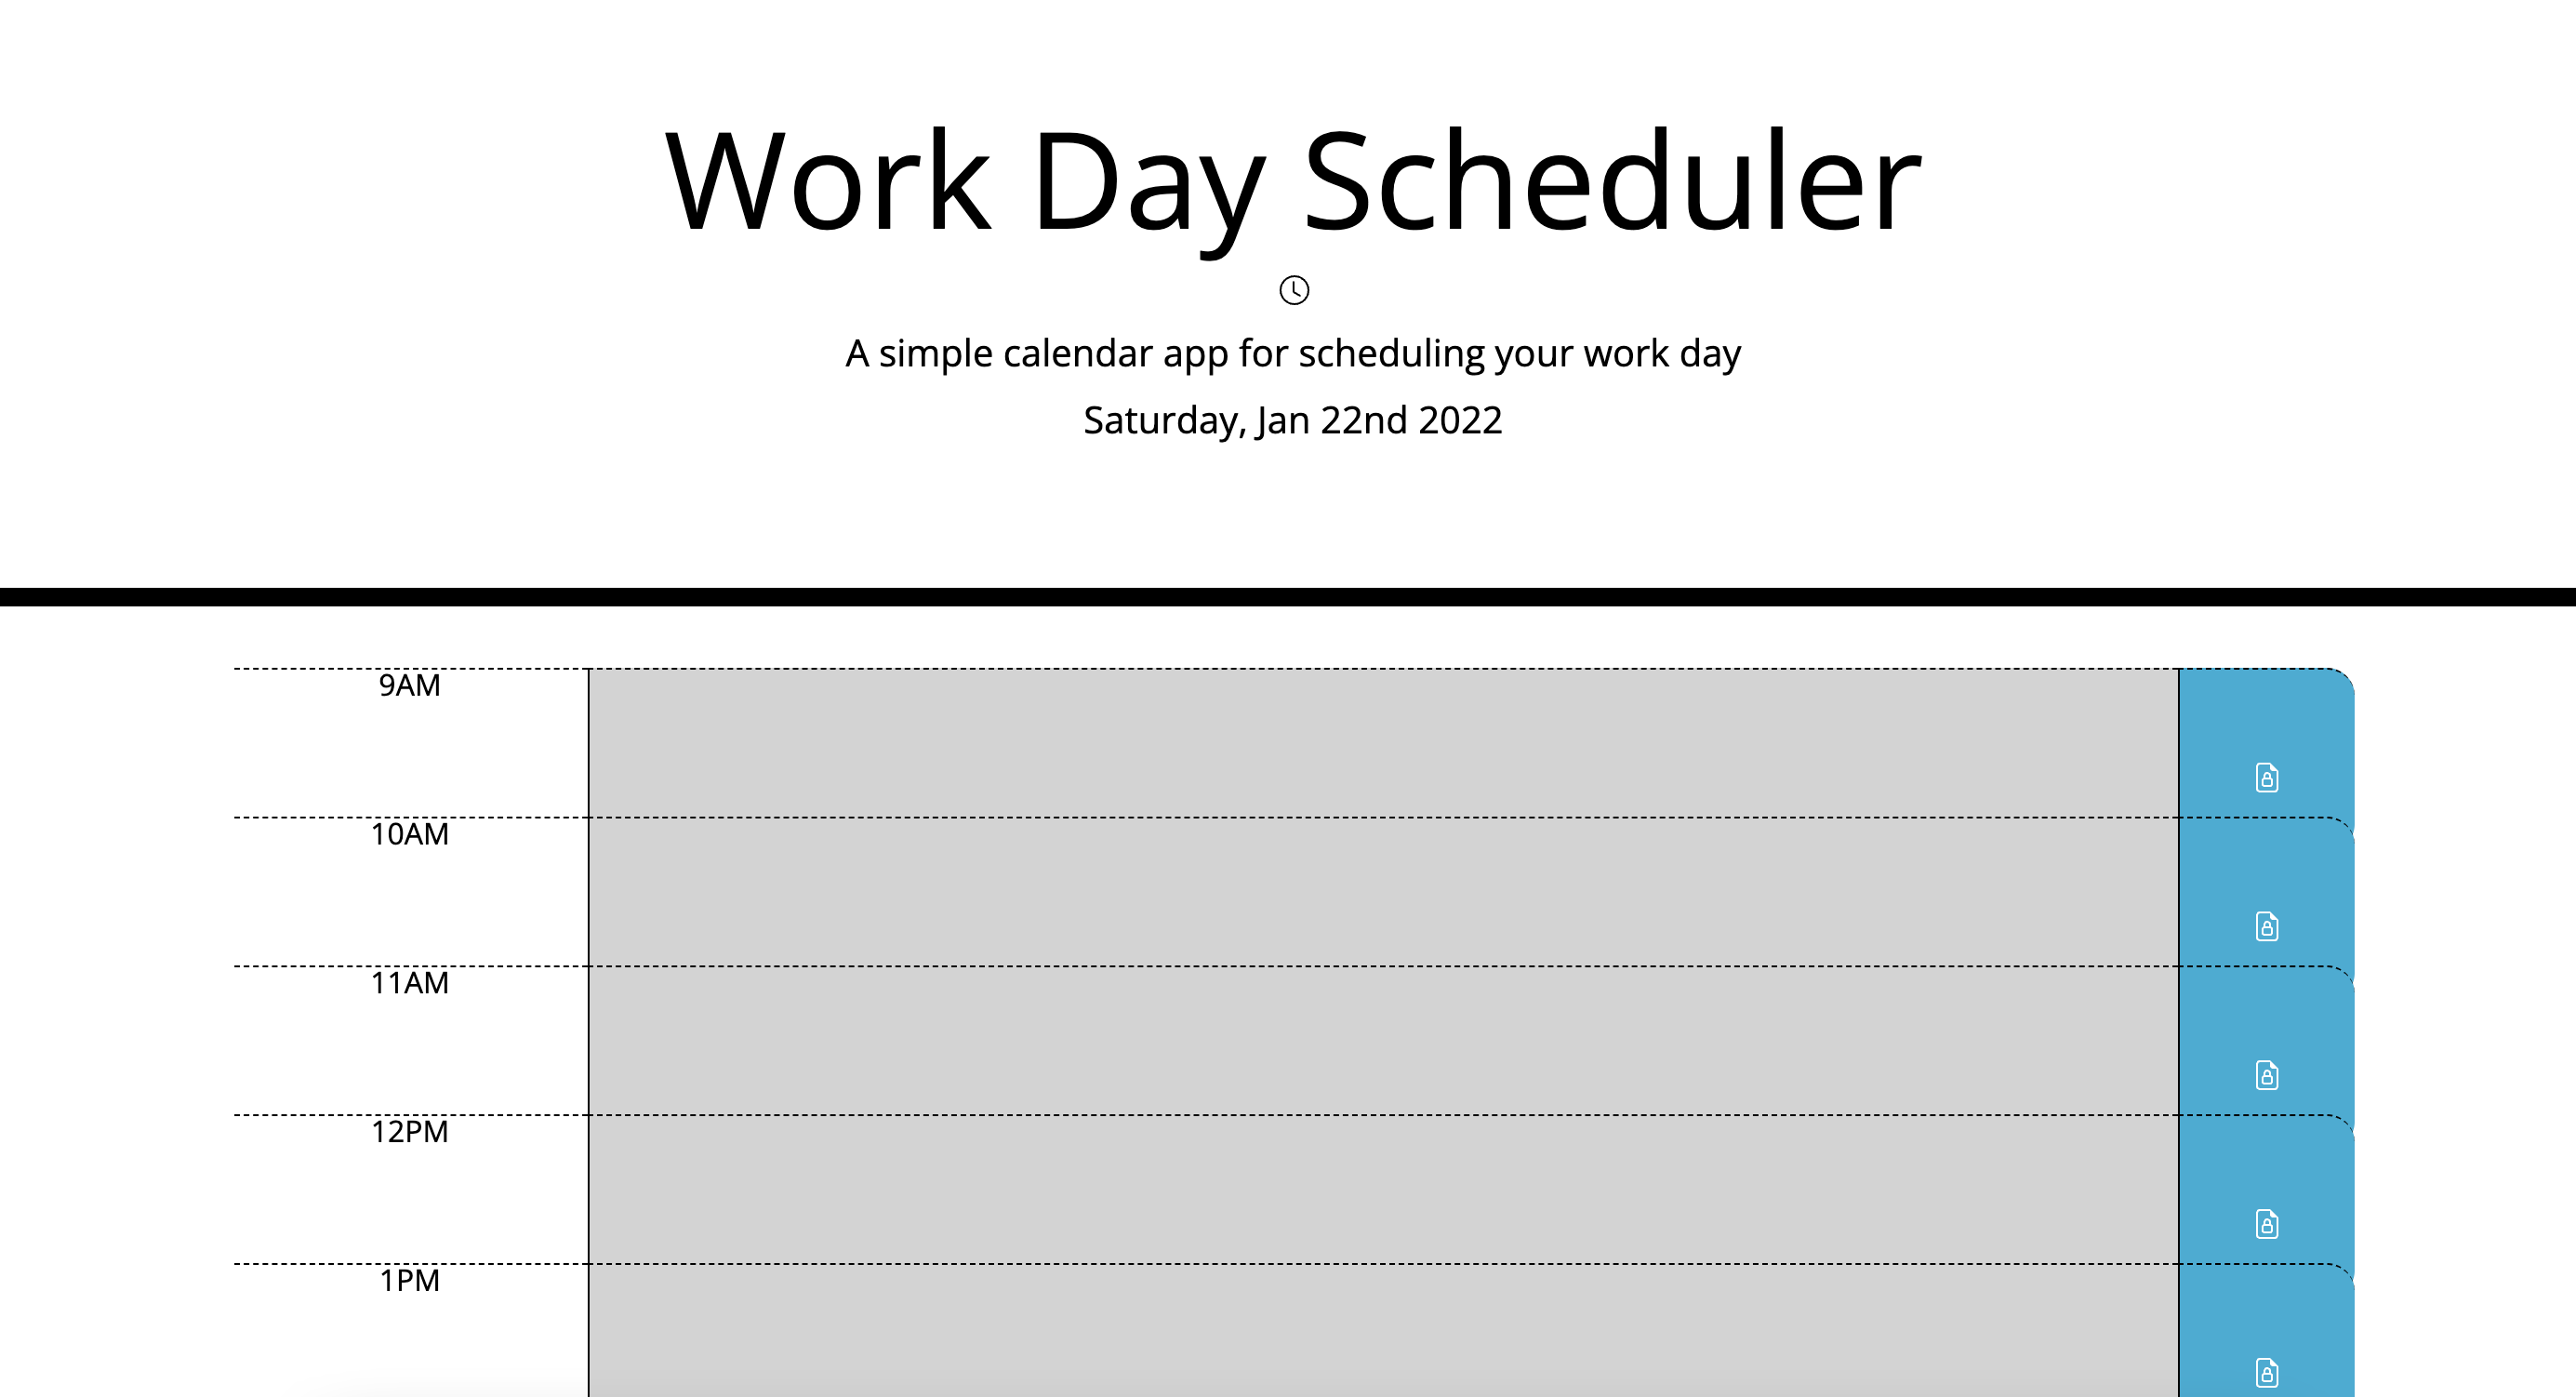 Work Day Scheduler
A simple calendar app for scheduling your work day
Saturday, Jan 22nd 2022
9AM
10AM
11AM
12PM
1PM